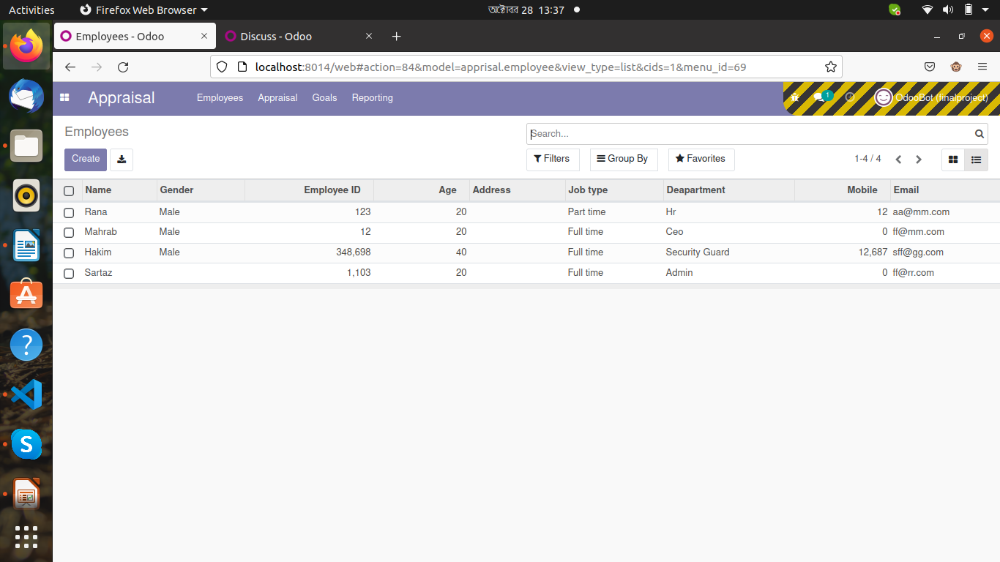 Activities Firefox Web Browser অক্টোবর 28 13:37
Employees - Odoo Discuss - Odoo
localhost:8014/web#action=84&model=apprisal.employee&view_type=list&cids=1&menu_id=69
Appraisal Employees Appraisal Goals Reporting 1 OdooBot (finalproject)
Employees Search...
Create Filters Group By Favorites 1-4 / 4
Name Gender Employee ID Age Address Job type Deapartment Mobile Email
Rana Male 123 20 Part time Hr 12 aa@mm.com
Mahrab Male 12 20 Full time Ceo 0 ff@mm.com
Hakim Male 348,698 40 Full time Security Guard 12,687 sff@gg.com
Sartaz 1,103 20 Full time Admin 0 ff@rr.com